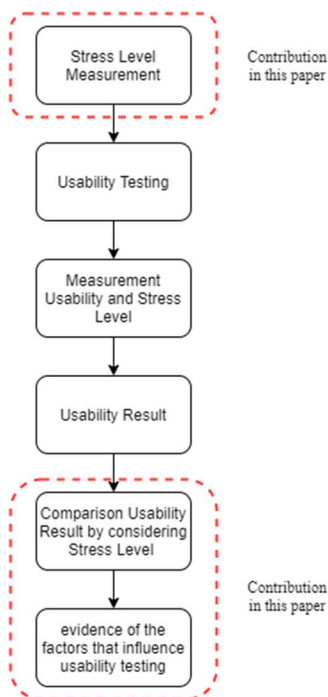 Stress Level
Measurement
Contribution
in this paper
Usability Testing
Measurement
Usability and Stress
Level
Usability Result
Comparison Usability
Result by considering
Stress Level
evidence of the
factors that influence
usability testing
Contribution
in this paper